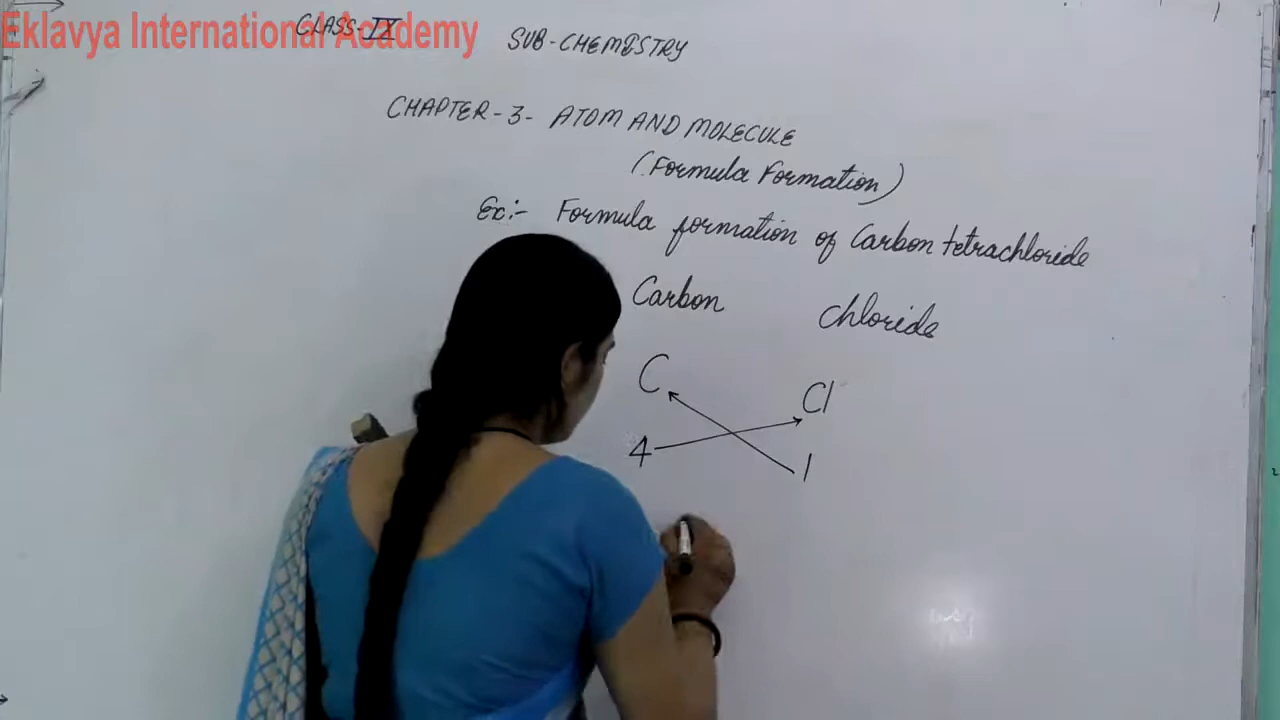 Eklavya International Academy
CLASS-IX
SUB-CHEMISTRY
CHAPTER-3- ATOM AND MOLECULE
(Formula Formation)
Ex:- Formula formation of Carbon tetrachloride
Carbon chloride
C Cl
4 1